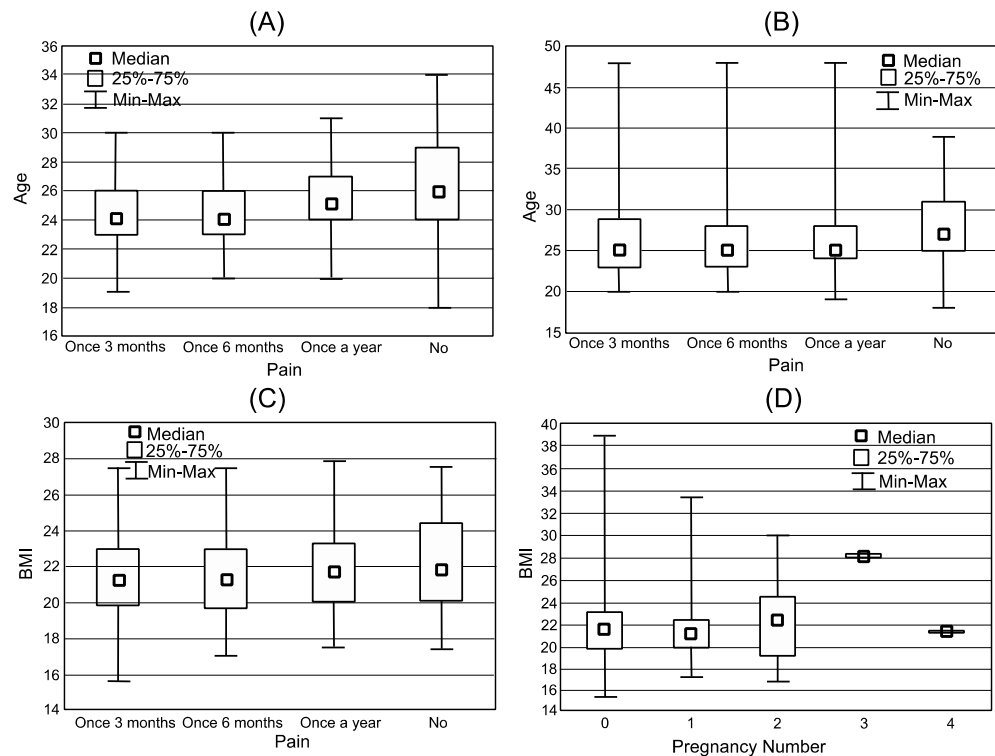 (A)
36
34
32
30
28
26
24
22
20
18
16
Age
Median
25%-75%
Min-Max
Once 3 months Once 6 months Once a year No
Pain
(B)
50
45
40
35
30
25
20
15
Age
Median
25%-75%
Min-Max
Once 3 months Once 6 months Once a year No
Pain
(C)
30
28
26
24
22
20
18
16
14
BMI
Median
25%-75%
Min-Max
Once 3 months Once 6 months Once a year No
Pain
(D)
40
38
36
34
32
30
28
26
24
22
20
18
16
14
BMI
Median
25%-75%
Min-Max
0 1 2 3 4
Pregnancy Number